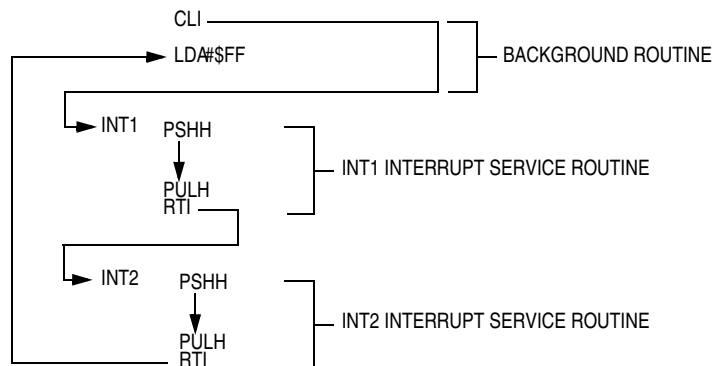 CLI
LDA#$FF
BACKGROUND ROUTINE
INT1
PSHH
INT1 INTERRUPT SERVICE ROUTINE
PULH
RTI
INT2
PSHH
INT2 INTERRUPT SERVICE ROUTINE
PULH
RTI